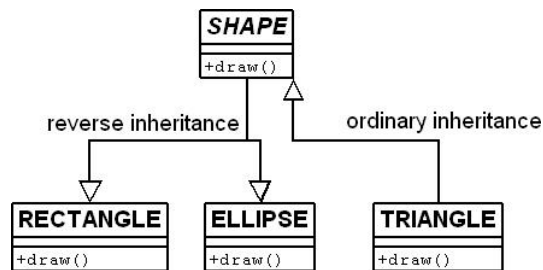 SHAPE
+draw()
reverse inheritance
ordinary inheritance
RECTANGLE
ELLIPSE
TRIANGLE
+draw()
+draw()
+draw()